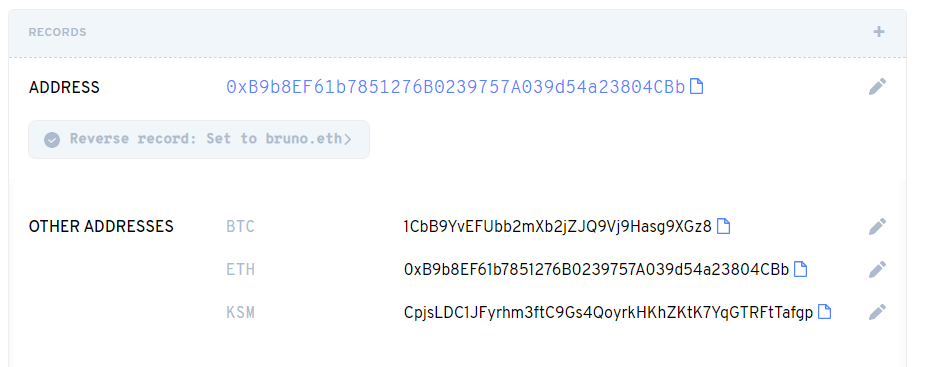 RECORDS
ADDRESS 0xB9b8EF61b7851276B0239757A039d54a23804CBb
Reverse record: Set to bruno.eth
OTHER ADDRESSES BTC 1CbB9YvEFUbb2mXb2jZJQ9Vj9Hasg9XGz8
ETH 0xB9b8EF61b7851276B0239757A039d54a23804CBb
KSM CpjsLDC1JFyrhm3ftC9Gs4QoyrkHKhZKtK7YqGTRFtTafgp